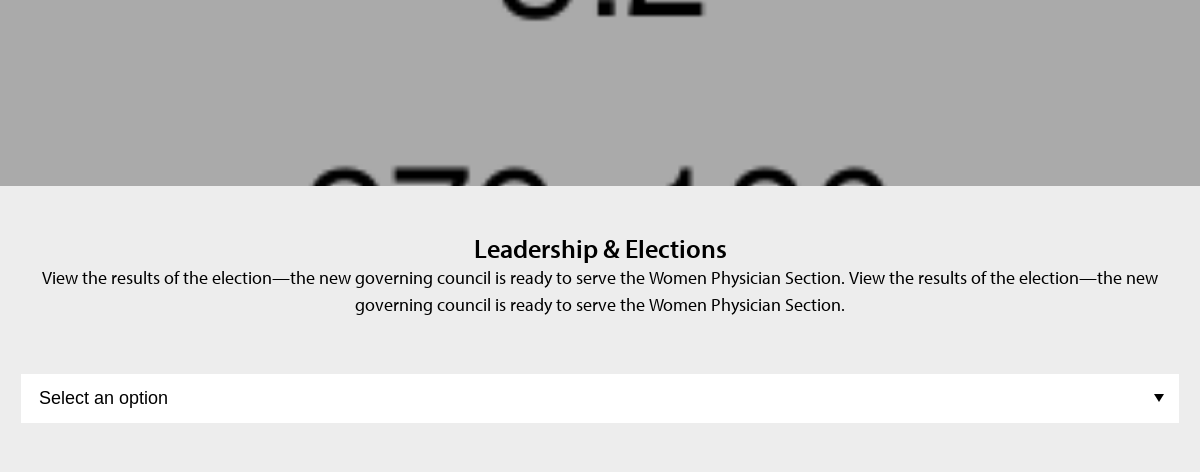 Leadership & Elections
View the results of the election—the new governing council is ready to serve the Women Physician Section. View the results of the election—the new
governing council is ready to serve the Women Physician Section.
Select an option